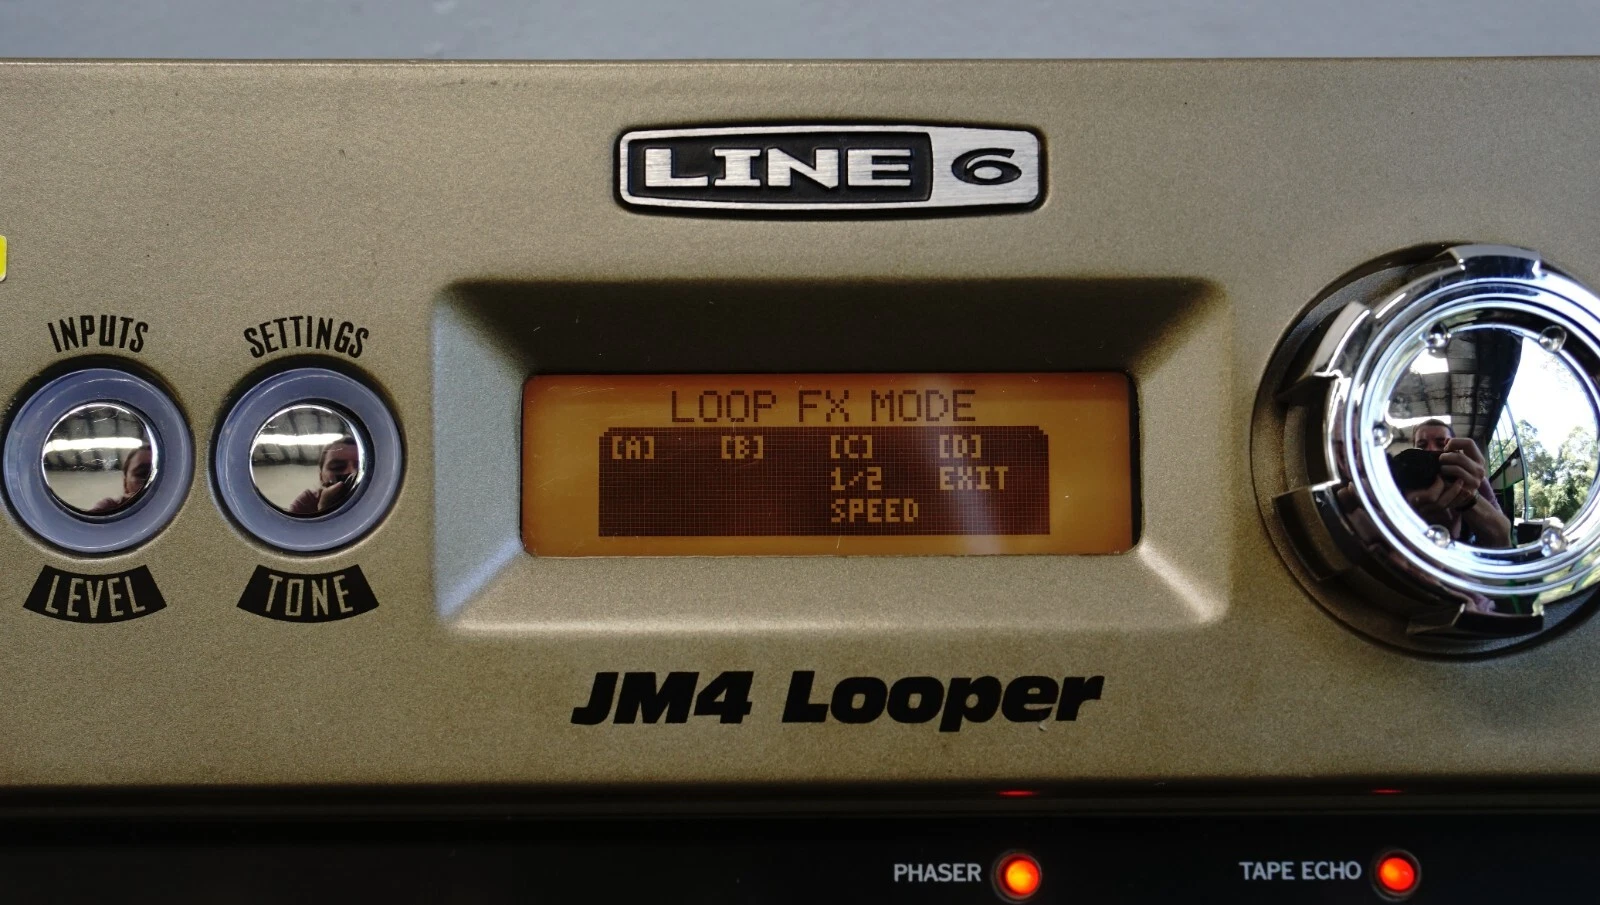 LINE 6
INPUTS
SETTINGS
LOOP FX MODE
[A] [B] [C] [D]
1/2 EXIT
SPEED
LEVEL
TONE
JM4 Looper
PHASER
TAPE ECHO